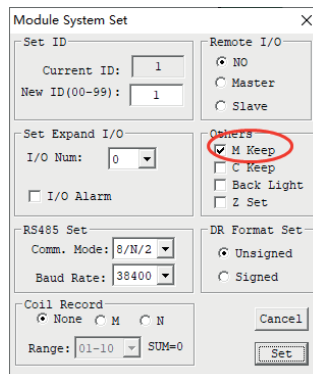 Module System Set
Set ID
Current ID: 1
New ID(00-99): 1
Remote I/O
NO
Master
Slave
Set Expand I/O
I/O Num: 0
I/O Alarm
Others
M Keep
C Keep
Back Light
Z Set
RS485 Set
Comm. Mode: 8/N/2
Baud Rate: 38400
DR Format Set
Unsigned
Signed
Coil Record
None M N
Range: 01-10 SUM=0
Cancel
Set